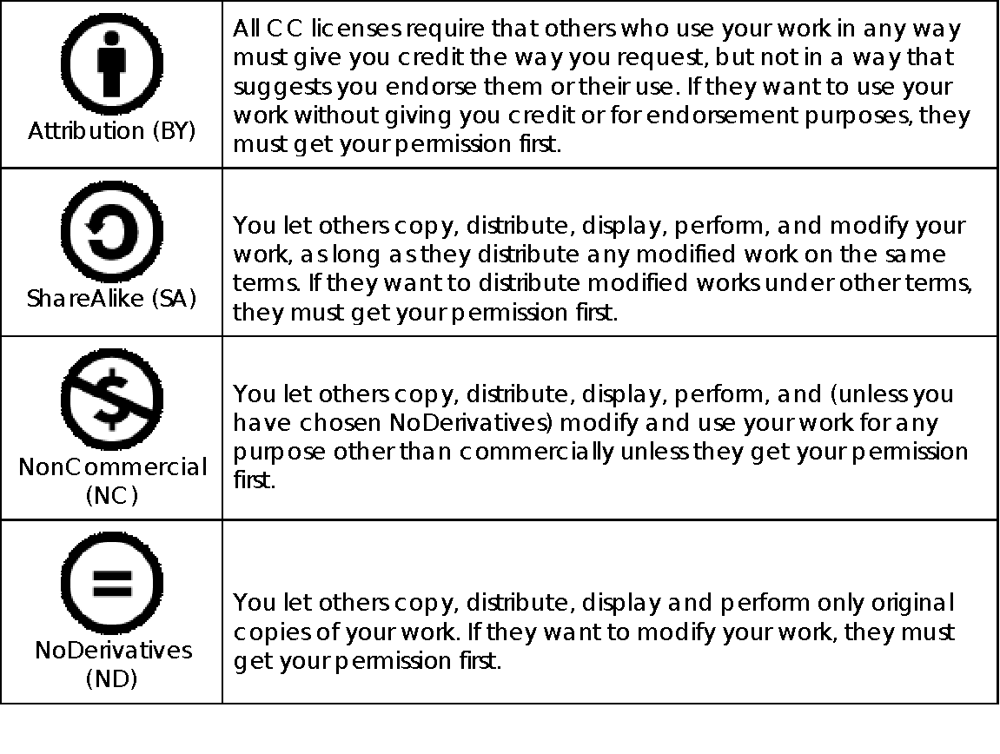 All CC licenses require that others who use your work in any way
must give you credit the way you request, but not in a way that
suggests you endorse them or their use. If they want to use your
work without giving you credit or for endorsement purposes, they
must get your permission first.
Attribution (BY)
You let others copy, distribute, display, perform, and modify your
work, as long as they distribute any modified work on the same
terms. If they want to distribute modified works under other terms,
they must get your permission first.
ShareAlike (SA)
$
You let others copy, distribute, display, perform, and (unless you
have chosen NoDerivatives) modify and use your work for any
purpose other than commercially unless they get your permission
first.
NonCommercial
(NC)
=
You let others copy, distribute, display and perform only original
copies of your work. If they want to modify your work, they must
get your permission first.
NoDerivatives
(ND)